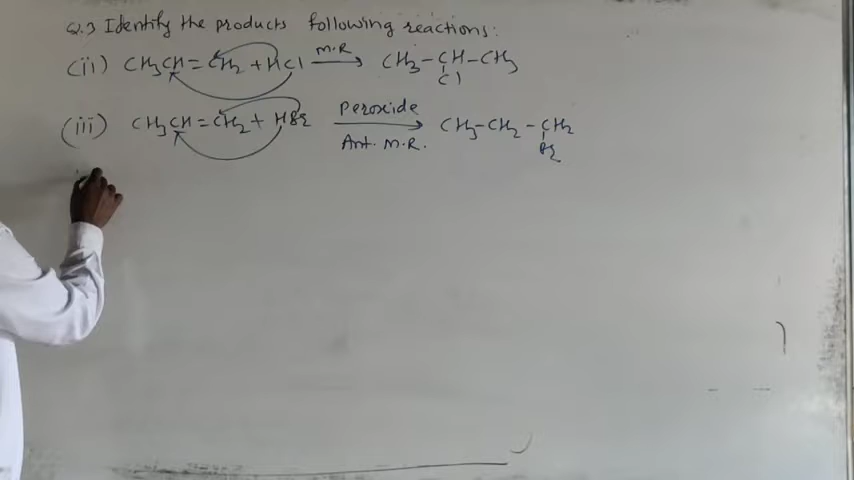 Q.3 Identify the products following reactions:
(ii) CH3CH=CH2 + HCl M.R → CH3-CH-CH3
Cl
(iii) CH3CH=CH2 + HBr Peroxide → CH3-CH2-CH2
Ant. M.R. Br